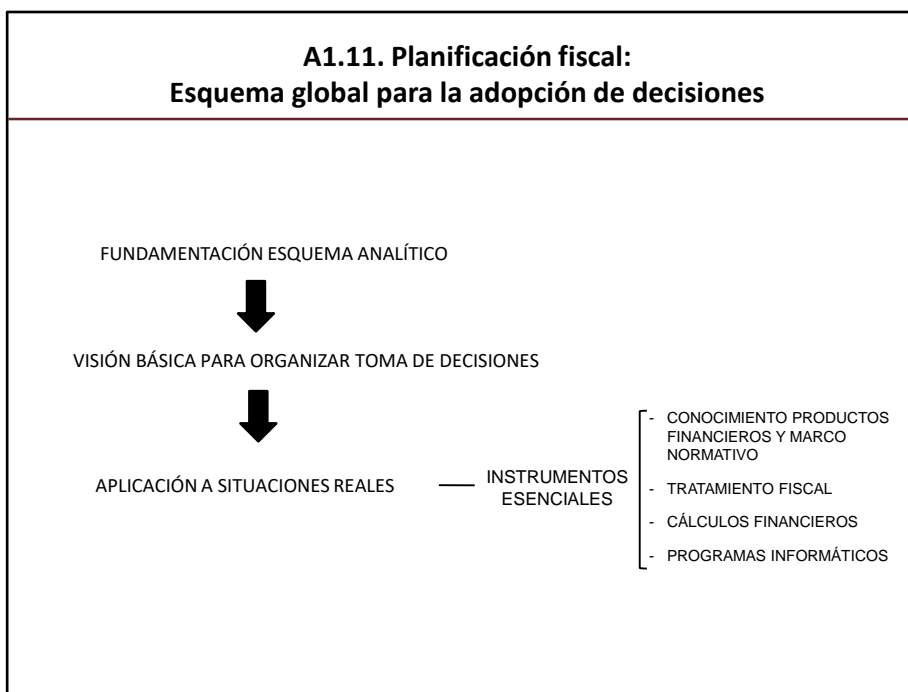 A1.11. Planificación fiscal:
Esquema global para la adopción de decisiones
FUNDAMENTACIÓN ESQUEMA ANALÍTICO
VISIÓN BÁSICA PARA ORGANIZAR TOMA DE DECISIONES
APLICACIÓN A SITUACIONES REALES
INSTRUMENTOS
ESENCIALES
- CONOCIMIENTO PRODUCTOS
FINANCIEROS Y MARCO
NORMATIVO
- TRATAMIENTO FISCAL
- CÁLCULOS FINANCIEROS
- PROGRAMAS INFORMÁTICOS